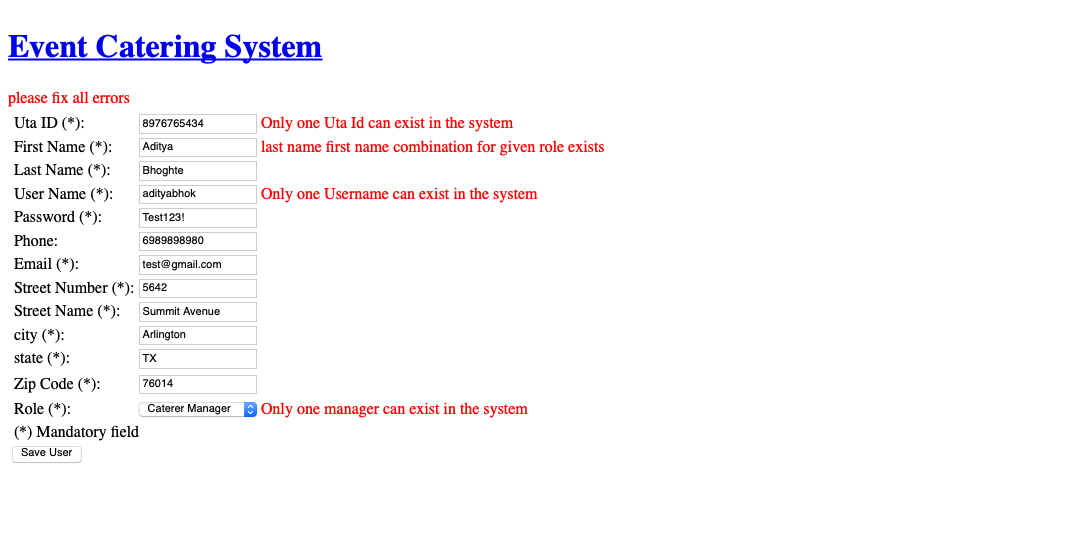 Event Catering System
please fix all errors
Uta ID (*): 8976765434 Only one Uta Id can exist in the system
First Name (*): Aditya last name first name combination for given role exists
Last Name (*): Bhoghte
User Name (*): adityabhok Only one Username can exist in the system
Password (*): Test123!
Phone: 6989898980
Email (*): test@gmail.com
Street Number (*): 5642
Street Name (*): Summit Avenue
city (*): Arlington
state (*): TX
Zip Code (*): 76014
Role (*): Caterer Manager Only one manager can exist in the system
(*) Mandatory field
Save User